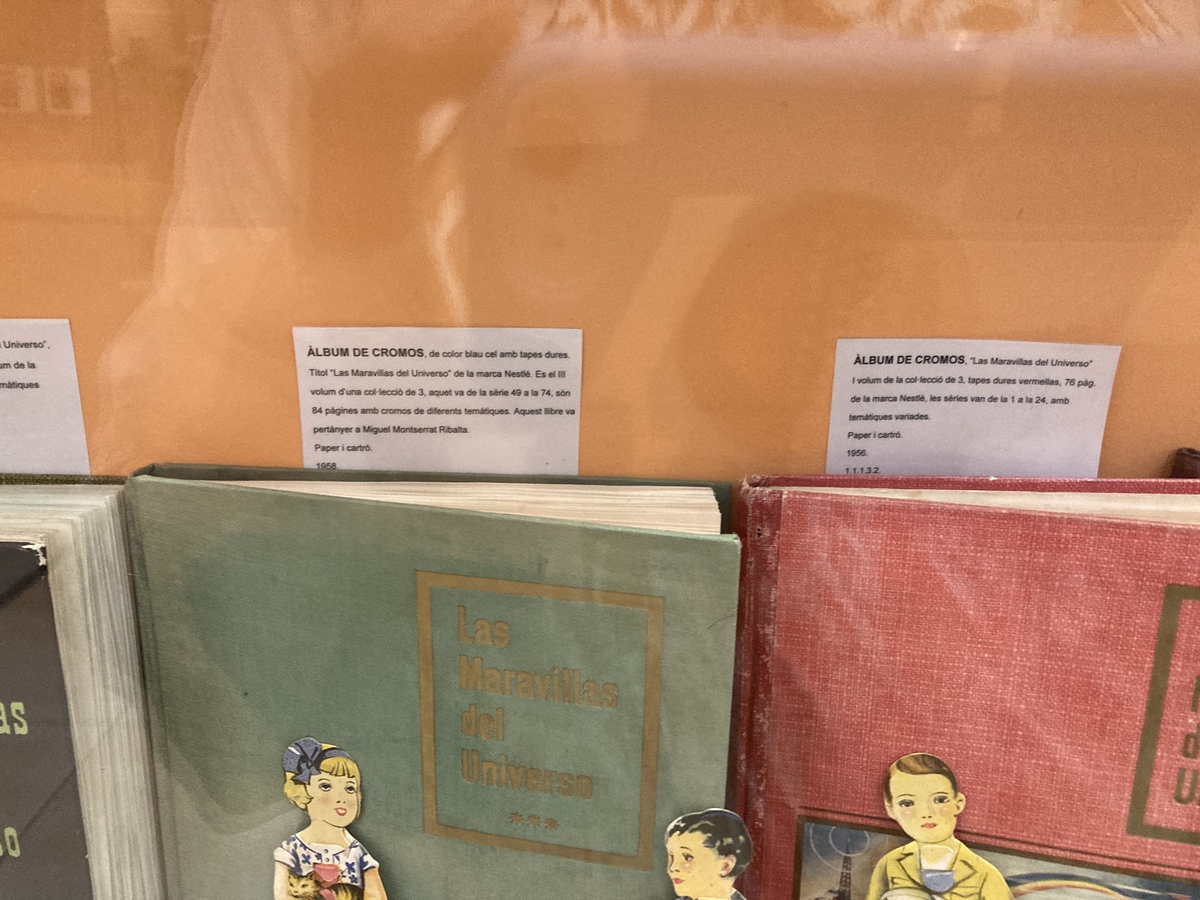 Universo",
um de la
màtiques
ÀLBUM DE CROMOS, de color blau cel amb tapes dures.
Títol "Las Maravillas del Universo" de la marca Nestlé. Es el III
volum d'una col·lecció de 3, aquet va de la sèrie 49 a la 74, són
84 pàgines amb cromos de diferents temàtiques. Aquest llibre va
pertànyer a Miguel Montserrat Ribalta.
Paper i cartró.
1958
ÀLBUM DE CROMOS, "Las Maravillas del Universo"
I volum de la col·lecció de 3, tapes dures vermelles, 76 pàg.
de la marca Nestlé, les séries van de la 1 a la 24, amb
temàtiques variades.
Paper i cartró.
1956.
1.1.1.3.2.
as
so
Las
Maravillas
del
Universo
***
d
U